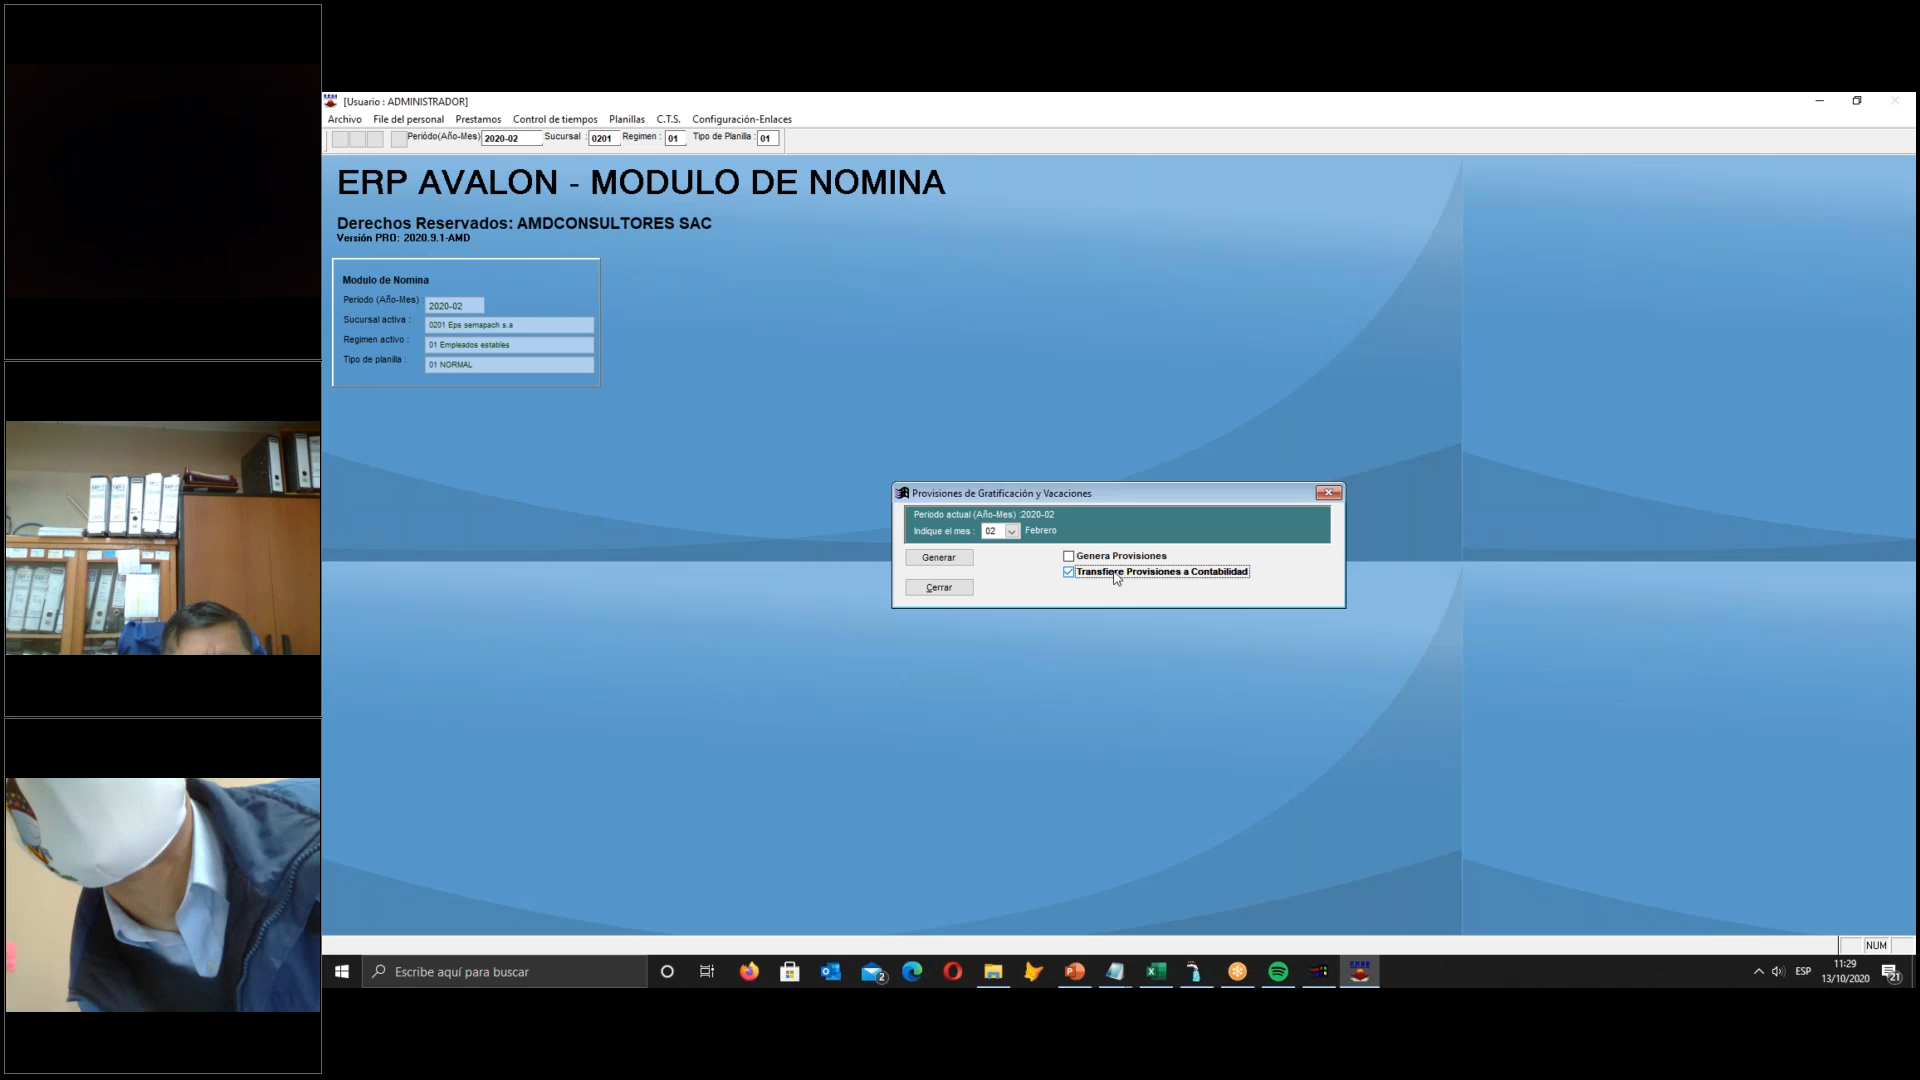 [Usuario : ADMINISTRADOR]
Archivo File del personal Prestamos Control de tiempos Planillas C.T.S. Configuración-Enlaces
Periódo(Año-Mes) 2020-02 Sucursal : 0201 Regimen : 01 Tipo de Planilla : 01
ERP AVALON - MODULO DE NOMINA
Derechos Reservados: AMDCONSULTORES SAC
Versión PRO: 2020.9.1-AMD
Modulo de Nomina
Periodo (Año-Mes) : 2020-02
Sucursal activa : 0201 Eps semapach s.a
Regimen activo : 01 Empleados estables
Tipo de planilla : 01 NORMAL
Provisiones de Gratificación y Vacaciones
Periodo actual (Año-Mes) :2020-02
Indique el mes : 02 Febrero
Generar Genera Provisiones
Transfiere Provisiones a Contabilidad
Cerrar
NUM
Escribe aquí para buscar
2
ESP
11:29
13/10/2020
21